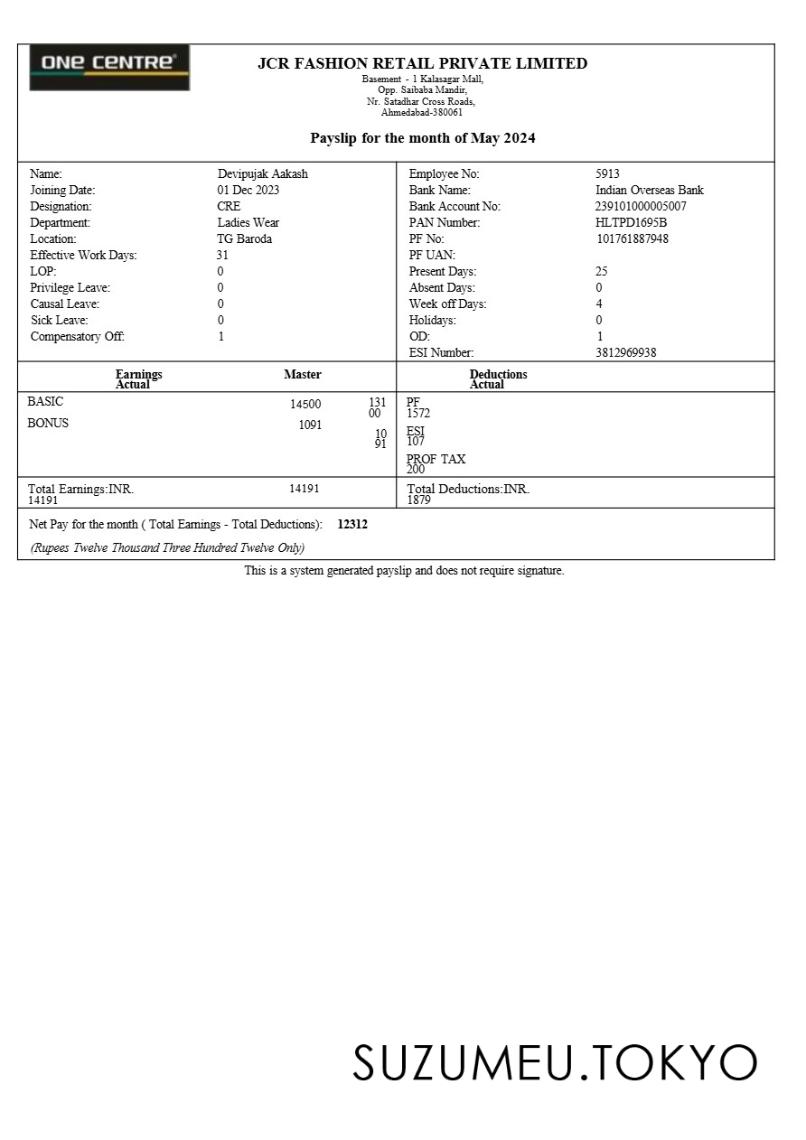 ONE CENTRE®
JCR FASHION RETAIL PRIVATE LIMITED
Basement - 1 Kalasagar Mall,
Opp. Saibaba Mandir,
Nr. Satadhar Cross Roads,
Ahmedabad-380061
Payslip for the month of May 2024
Name: Devipujak Aakash Employee No: 5913
Joining Date: 01 Dec 2023 Bank Name: Indian Overseas Bank
Designation: CRE Bank Account No: 239101000005007
Department: Ladies Wear PAN Number: HLTPD1695B
Location: TG Baroda PF No: 101761887948
Effective Work Days: 31 PF UAN:
LOP: 0 Present Days: 25
Privilege Leave: 0 Absent Days: 0
Causal Leave: 0 Week off Days: 4
Sick Leave: 0 Holidays: 0
Compensatory Off: 1 OD: 1
ESI Number: 3812969938
Earnings Master Deductions
Actual Actual
BASIC 14500 131 PF
00 1572
BONUS 1091
10 ESI
91 107
PROF TAX
200
Total Earnings:INR. 14191 Total Deductions:INR.
14191 1879
Net Pay for the month ( Total Earnings - Total Deductions): 12312
(Rupees Twelve Thousand Three Hundred Twelve Only)
This is a system generated payslip and does not require signature.
SUZUMEU.TOKYO